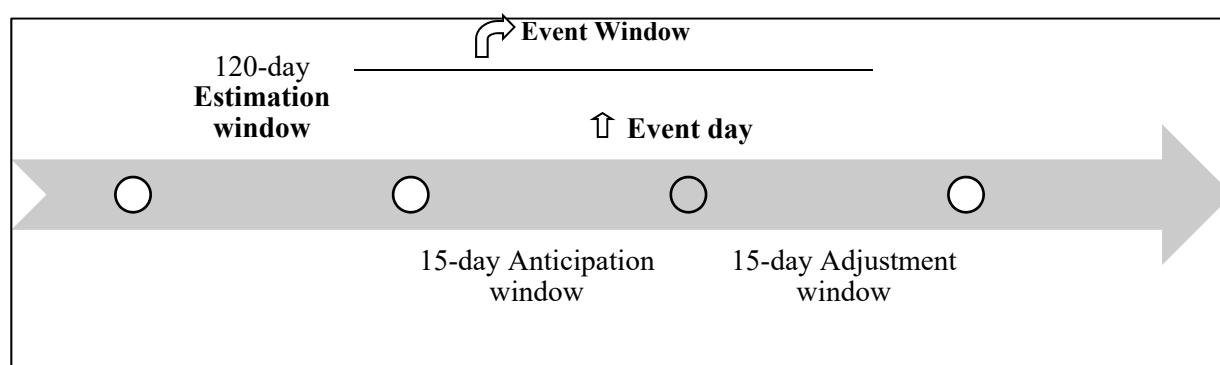 Event Window
120-day
Estimation
window
Event day
15-day Anticipation
window
15-day Adjustment
window